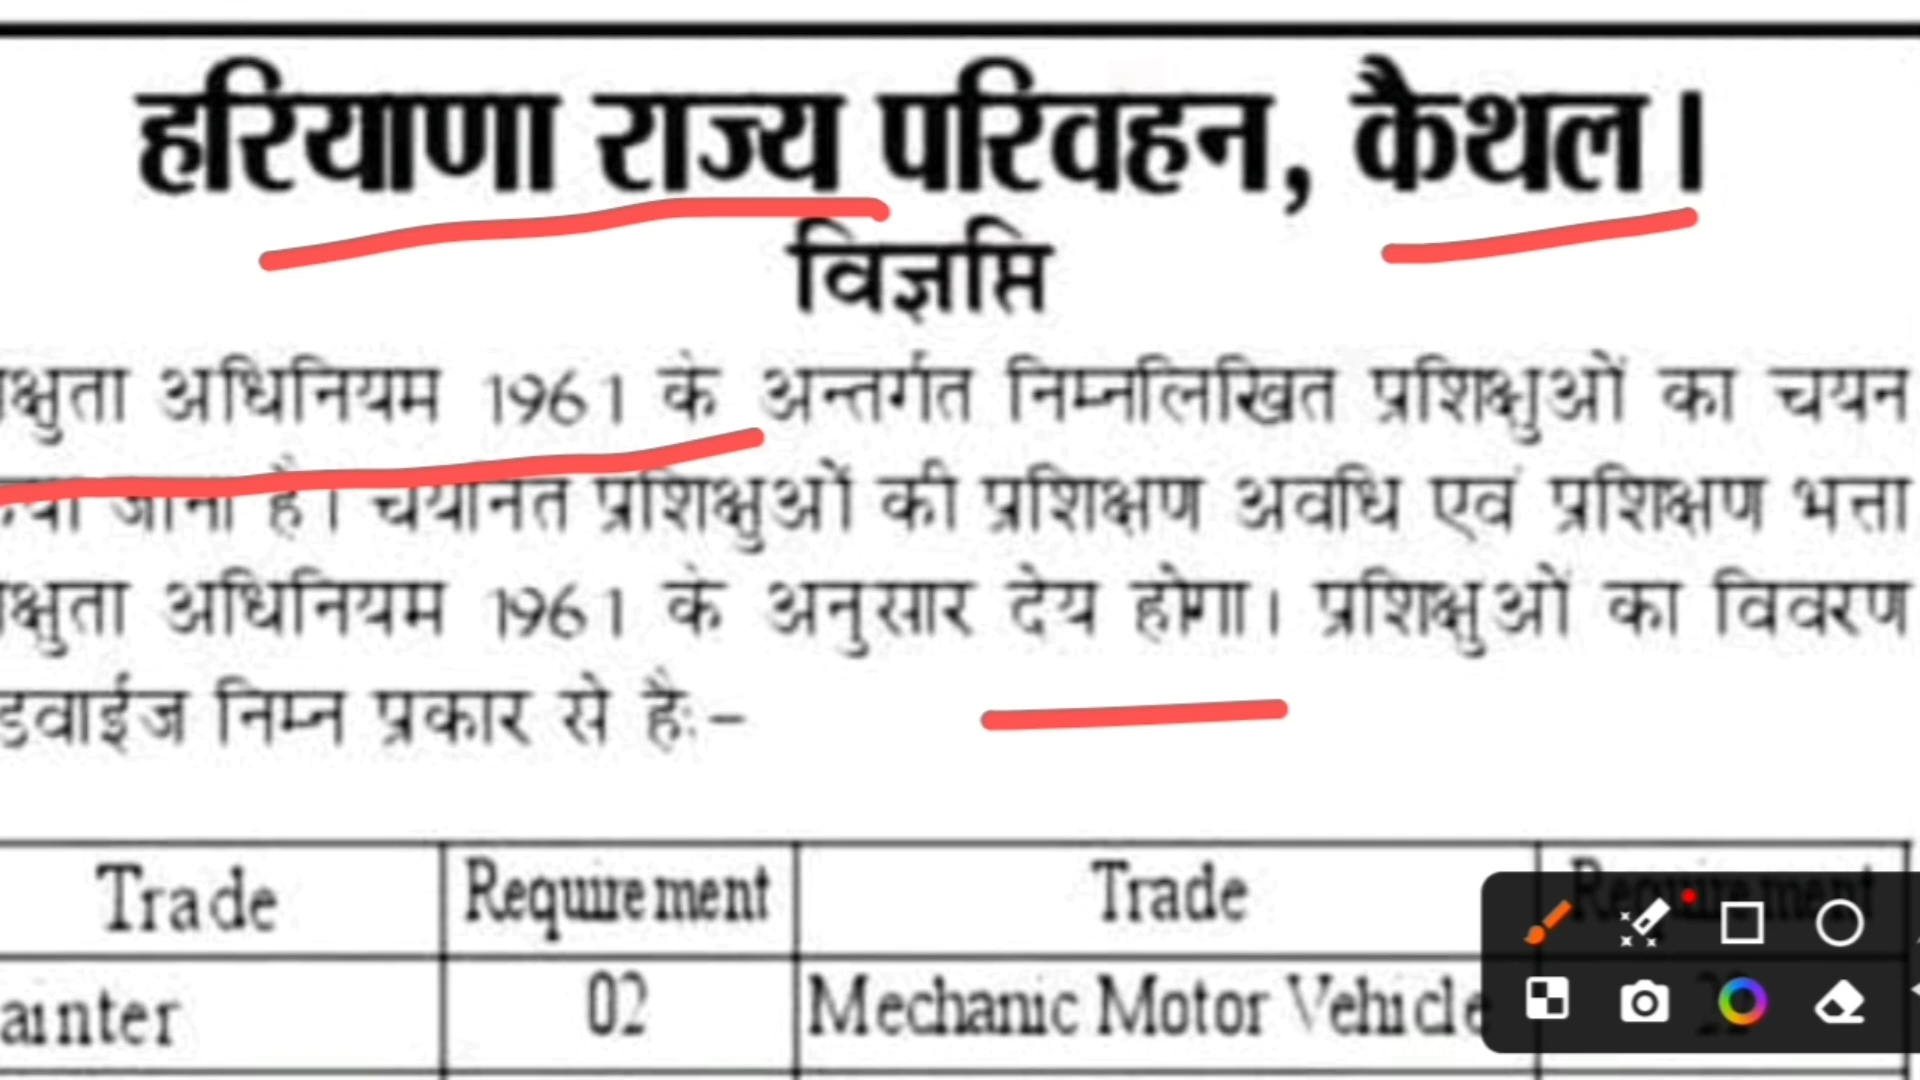 हरियाणा राज्य परिवहन, कैथल।
विज्ञप्ति
क्षुता अधिनियम 1961 के अन्तर्गत निम्नलिखित प्रशिक्षुओं का चयन
जाना है। चयनित प्रशिक्षुओं की प्रशिक्षण अवधि एवं प्रशिक्षण भत्ता
क्षुता अधिनियम 1961 के अनुसार देय होगा। प्रशिक्षुओं का विवरण
डवाईज निम्न प्रकार से हैः-
Trade Requirement Trade Requirement
ainter 02 Mechanic Motor Vehicle